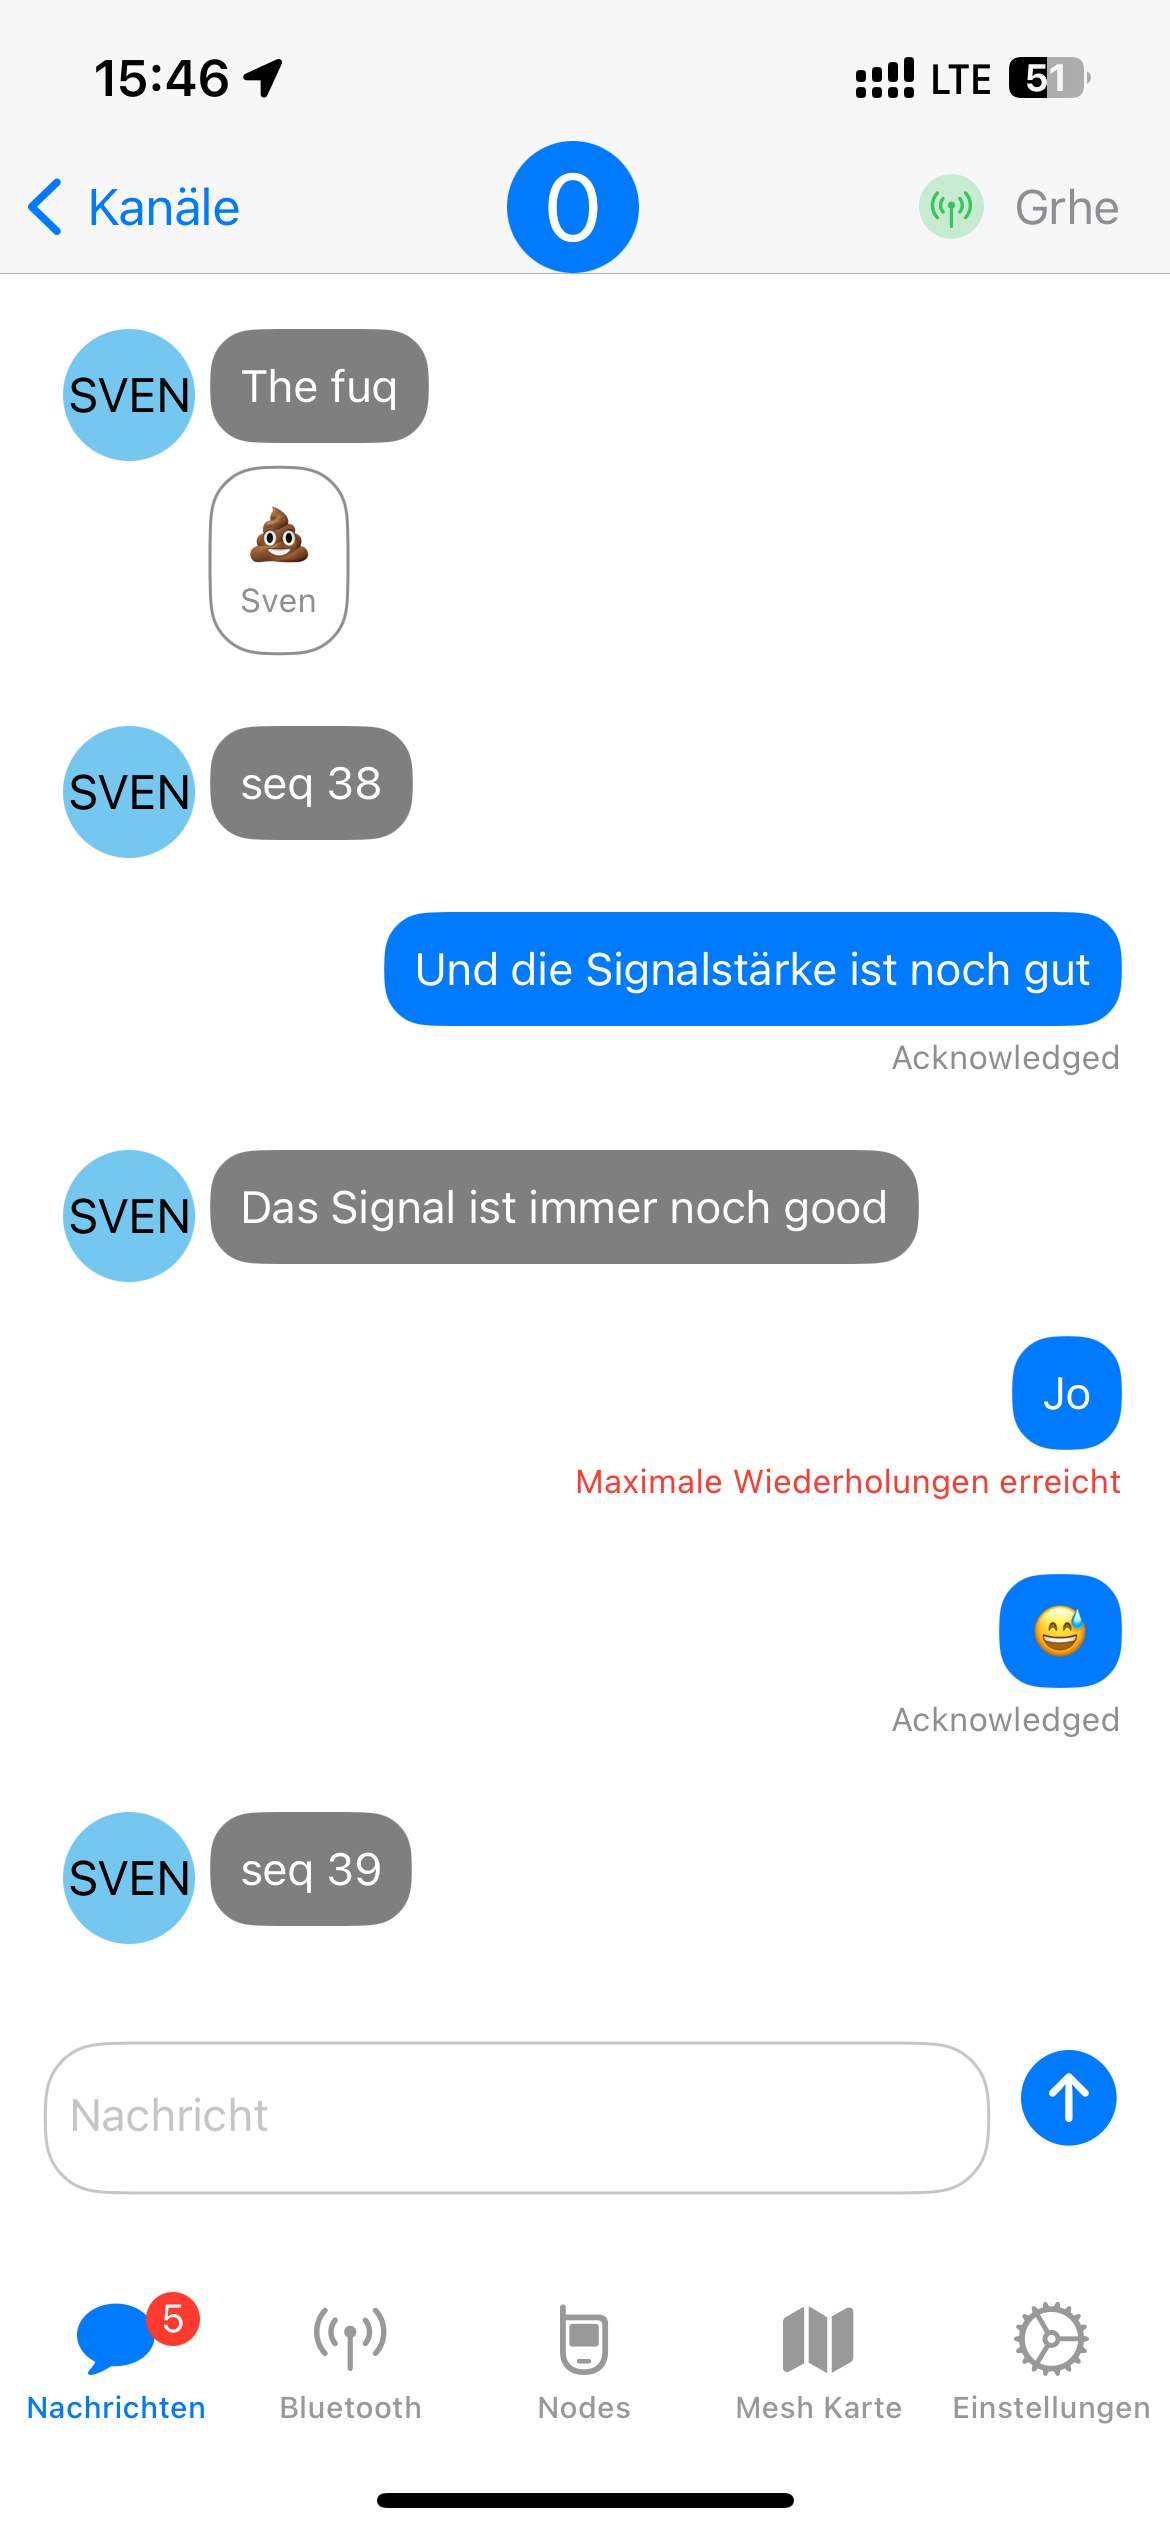 15:46
LTE 51
Kanäle
0
Grhe
SVEN
The fuq
Sven
SVEN
seq 38
Und die Signalstärke ist noch gut
Acknowledged
SVEN
Das Signal ist immer noch good
Jo
Maximale Wiederholungen erreicht
Acknowledged
SVEN
seq 39
Nachricht
5
Nachrichten
Bluetooth
Nodes
Mesh Karte
Einstellungen